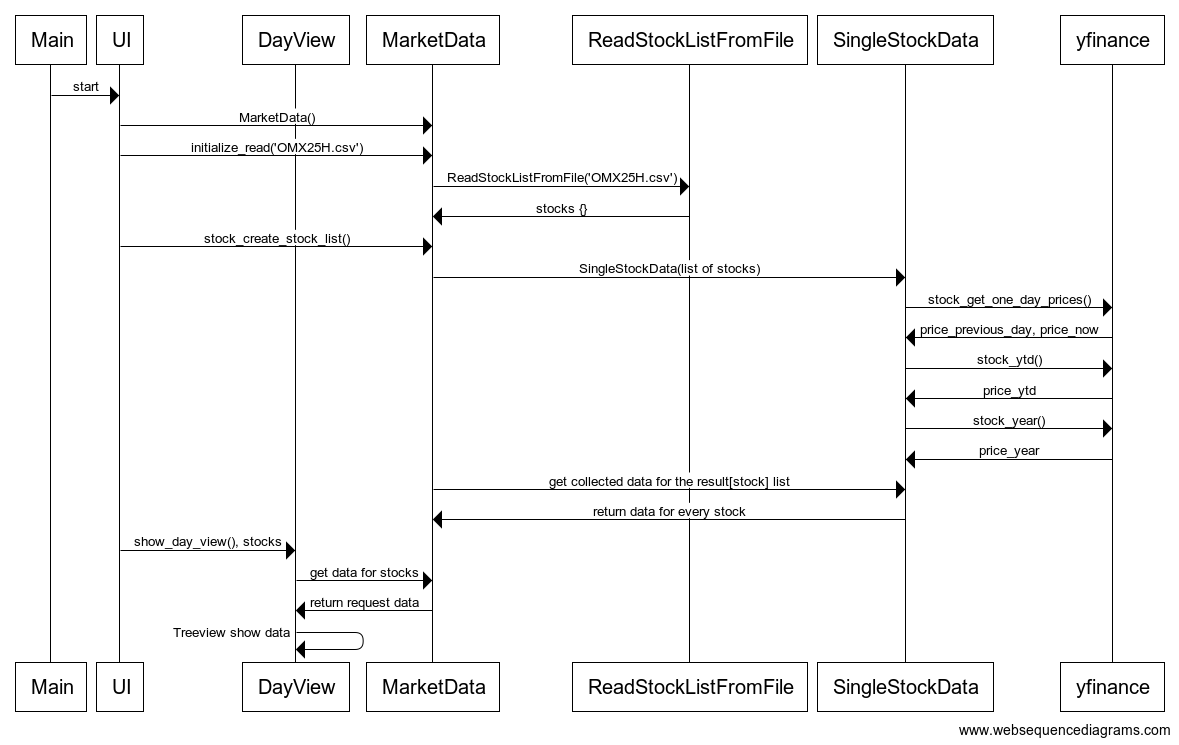 Main UI DayView MarketData ReadStockListFromFile SingleStockData yfinance
start
MarketData()
initialize_read('OMX25H.csv')
ReadStockListFromFile('OMX25H.csv')
stocks {}
stock_create_stock_list()
SingleStockData(list of stocks)
stock_get_one_day_prices()
price_previous_day, price_now
stock_ytd()
price_ytd
stock_year()
price_year
get collected data for the result[stock] list
return data for every stock
show_day_view(), stocks
get data for stocks
return request data
Treeview show data
Main UI DayView MarketData ReadStockListFromFile SingleStockData yfinance
www.websequencediagrams.com